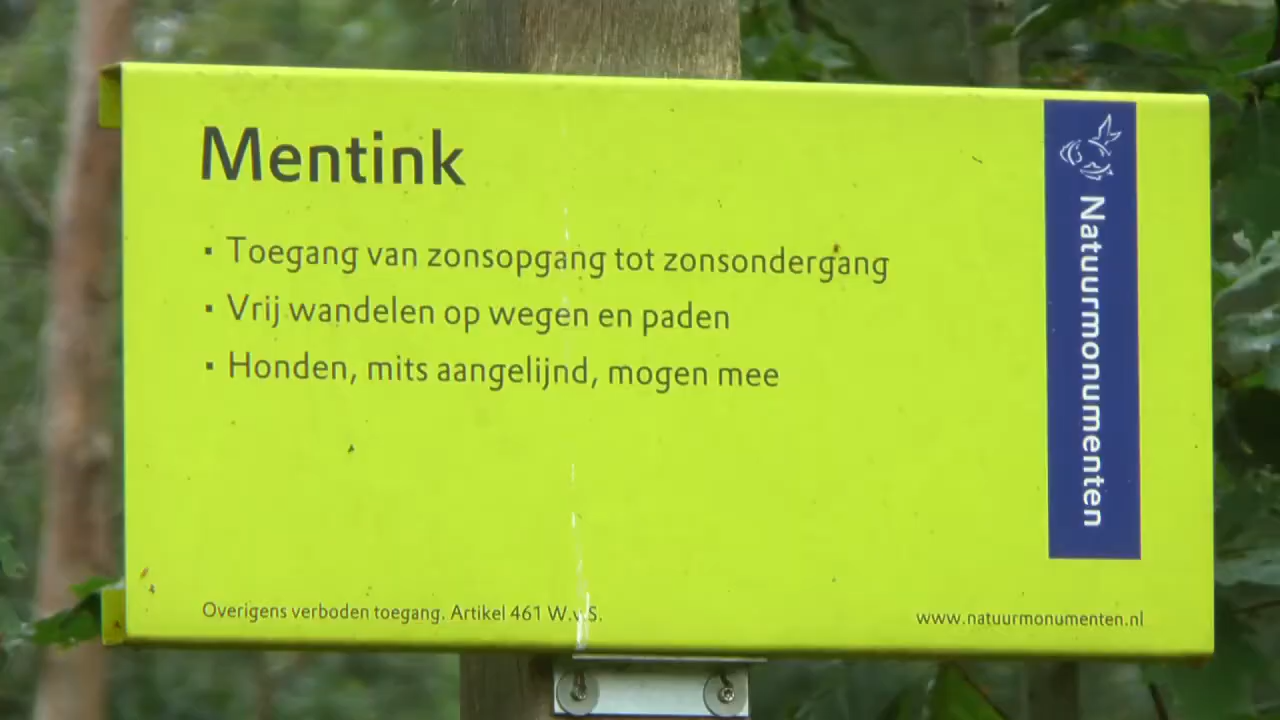 Mentink
▪ Toegang van zonsopgang tot zonsondergang
▪ Vrij wandelen op wegen en paden
▪ Honden, mits aangelijnd, mogen mee
Natuurmonumenten
Overigens verboden toegang. Artikel 461 W.v.S.
www.natuurmonumenten.nl